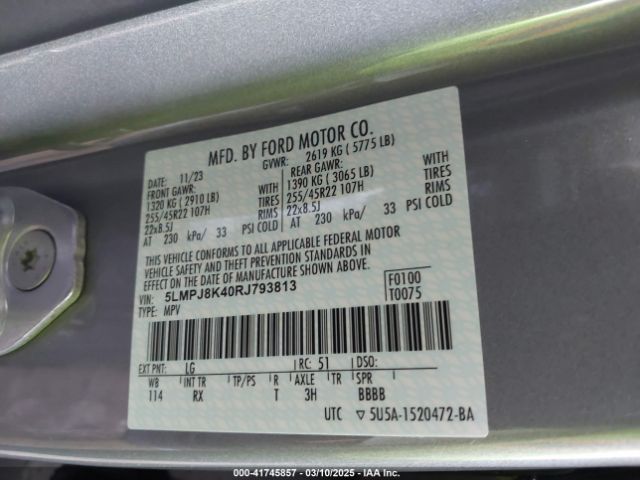 MFD. BY FORD MOTOR CO.
DATE: 11/23 GVWR: 2619 KG ( 5775 LB)
FRONT GAWR: REAR GAWR:
1320 KG ( 2910 LB) WITH 1390 KG ( 3065 LB) WITH
255/45R22 107H TIRES 255/45R22 107H TIRES
22x8.5J RIMS 22x8.5J RIMS
AT 230 kPa/ 33 PSI COLD AT 230 kPa/ 33 PSI COLD
THIS VEHICLE CONFORMS TO ALL APPLICABLE FEDERAL MOTOR
VEHICLE SAFETY AND THEFT PREVENTION STANDARDS IN
EFFECT ON THE DATE OF MANUFACTURE SHOWN ABOVE.
VIN: 5LMPJ8K40RJ793813 F0100
TYPE: MPV T0075
EXT PNT: LG RC: 51 DSO:
WB INT TR TP/PS R AXLE TR SPR
114 RX T 3H BBBB
UTC ▽ 5U5A-1520472-BA
000-41745857 - 03/10/2025 - IAA Inc.